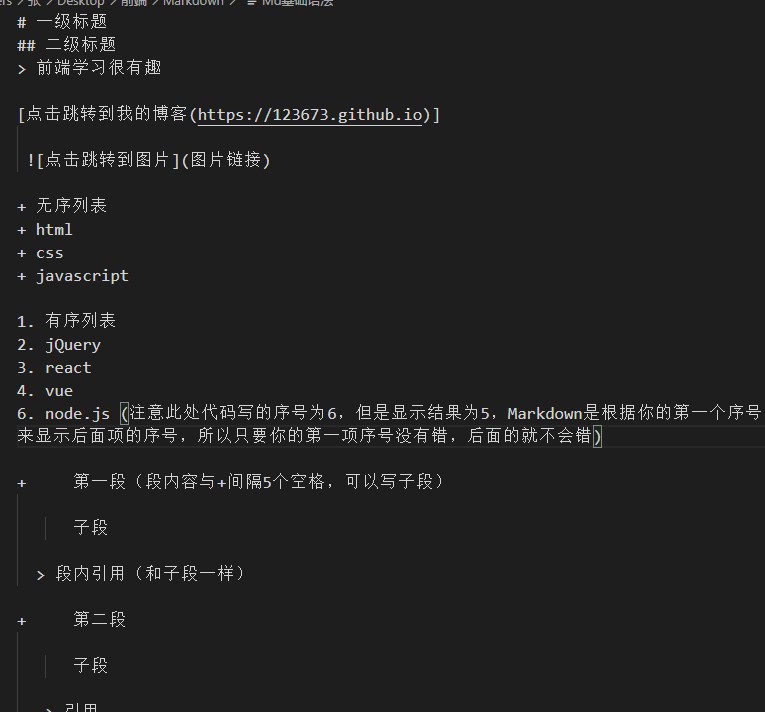 ers > 张 > Desktop > 前端 > Markdown > ≡ Md基础语法
# 一级标题
## 二级标题
> 前端学习很有趣
[点击跳转到我的博客(https://123673.github.io)]
![点击跳转到图片](图片链接)
+ 无序列表
+ html
+ css
+ javascript
1. 有序列表
2. jQuery
3. react
4. vue
6. node.js (注意此处代码写的序号为6，但是显示结果为5，Markdown是根据你的第一个序号
来显示后面项的序号，所以只要你的第一项序号没有错，后面的就不会错)
+     第一段（段内容与+间隔5个空格，可以写子段）
子段
> 段内引用（和子段一样）
+     第二段
子段
> 引用